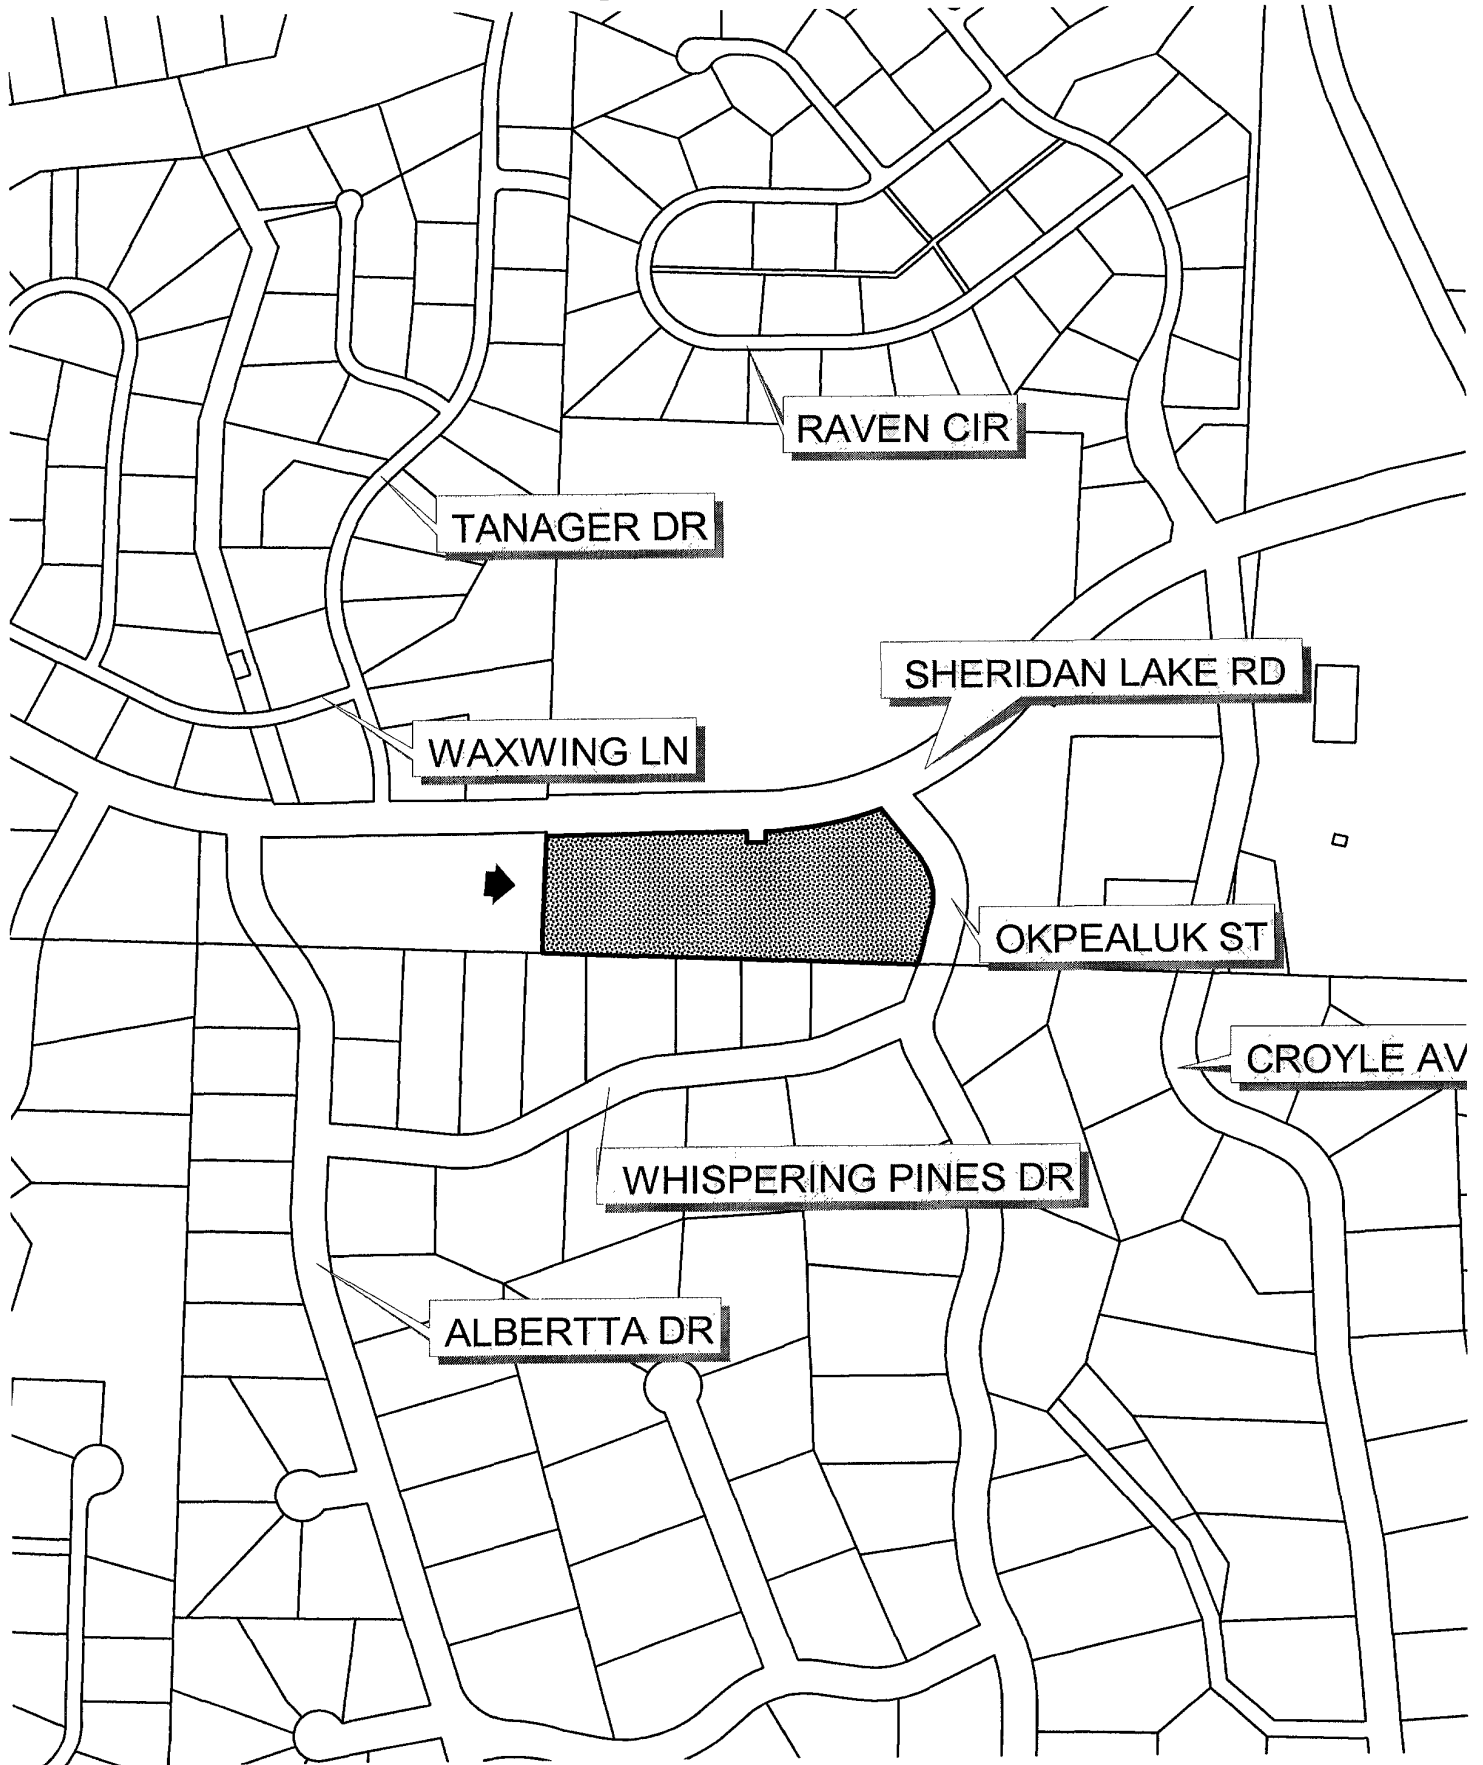 RAVEN CIR
TANAGER DR
SHERIDAN LAKE RD
WAXWING LN
OKPEALUK ST
CROYLE AV
WHISPERING PINES DR
ALBERTTA DR